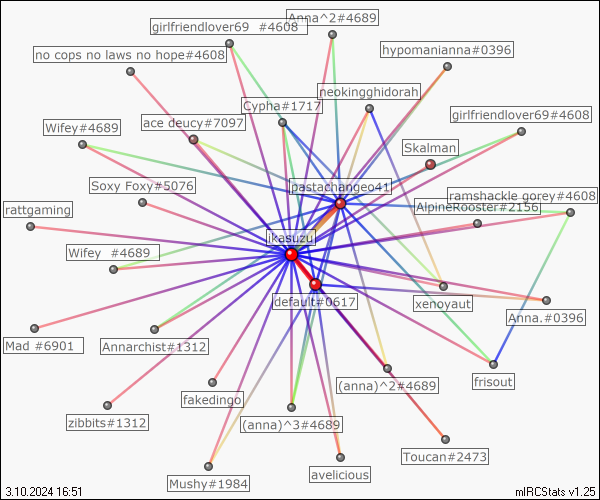 Anna^2#4689
girlfriendlover69 #4608
hypomanianna#0396
no cops no laws no hope#4608
neokingghidorah
Cypha#1717
girlfriendlover69#4608
ace deucy#7097
Wifey#4689
Skalman
Soxy Foxy#5076
pastachangeo41
ramshackle gorey#4608
rattgaming
AlpineRooster#2156
jkasuzu
Wifey #4689
default#0617
xenoyaut
Anna.#0396
Mad #6901
Annarchist#1312
(anna)^2#4689
frisout
fakedingo
zibbits#1312
(anna)^3#4689
Toucan#2473
avelicious
Mushy#1984
3.10.2024 16:51
mIRCStats v1.25